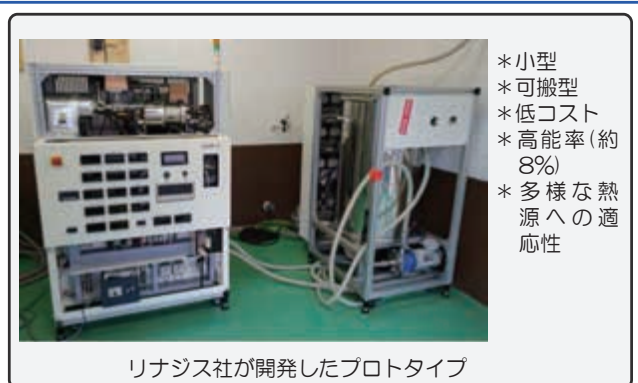 ＊小型
＊可搬型
＊低コスト
＊高能率(約
8%)
＊多様な熱
源への適
応性
リナジス社が開発したプロトタイプ